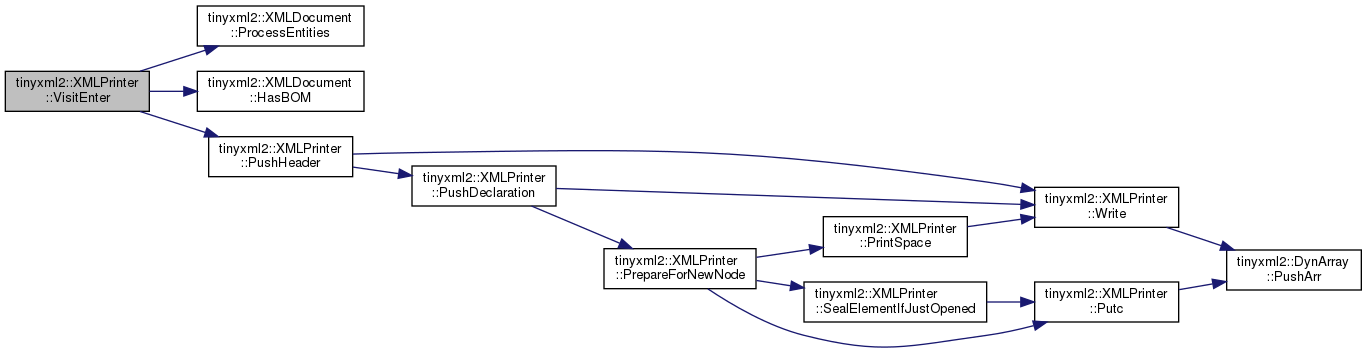 tinyxml2::XMLDocument
::ProcessEntities
tinyxml2::XMLPrinter
::VisitEnter
tinyxml2::XMLDocument
::HasBOM
tinyxml2::XMLPrinter
::PushHeader
tinyxml2::XMLPrinter
::PushDeclaration
tinyxml2::XMLPrinter
::Write
tinyxml2::XMLPrinter
::PrintSpace
tinyxml2::XMLPrinter
::PrepareForNewNode
tinyxml2::DynArray
::PushArr
tinyxml2::XMLPrinter
::SealElementIfJustOpened
tinyxml2::XMLPrinter
::Putc